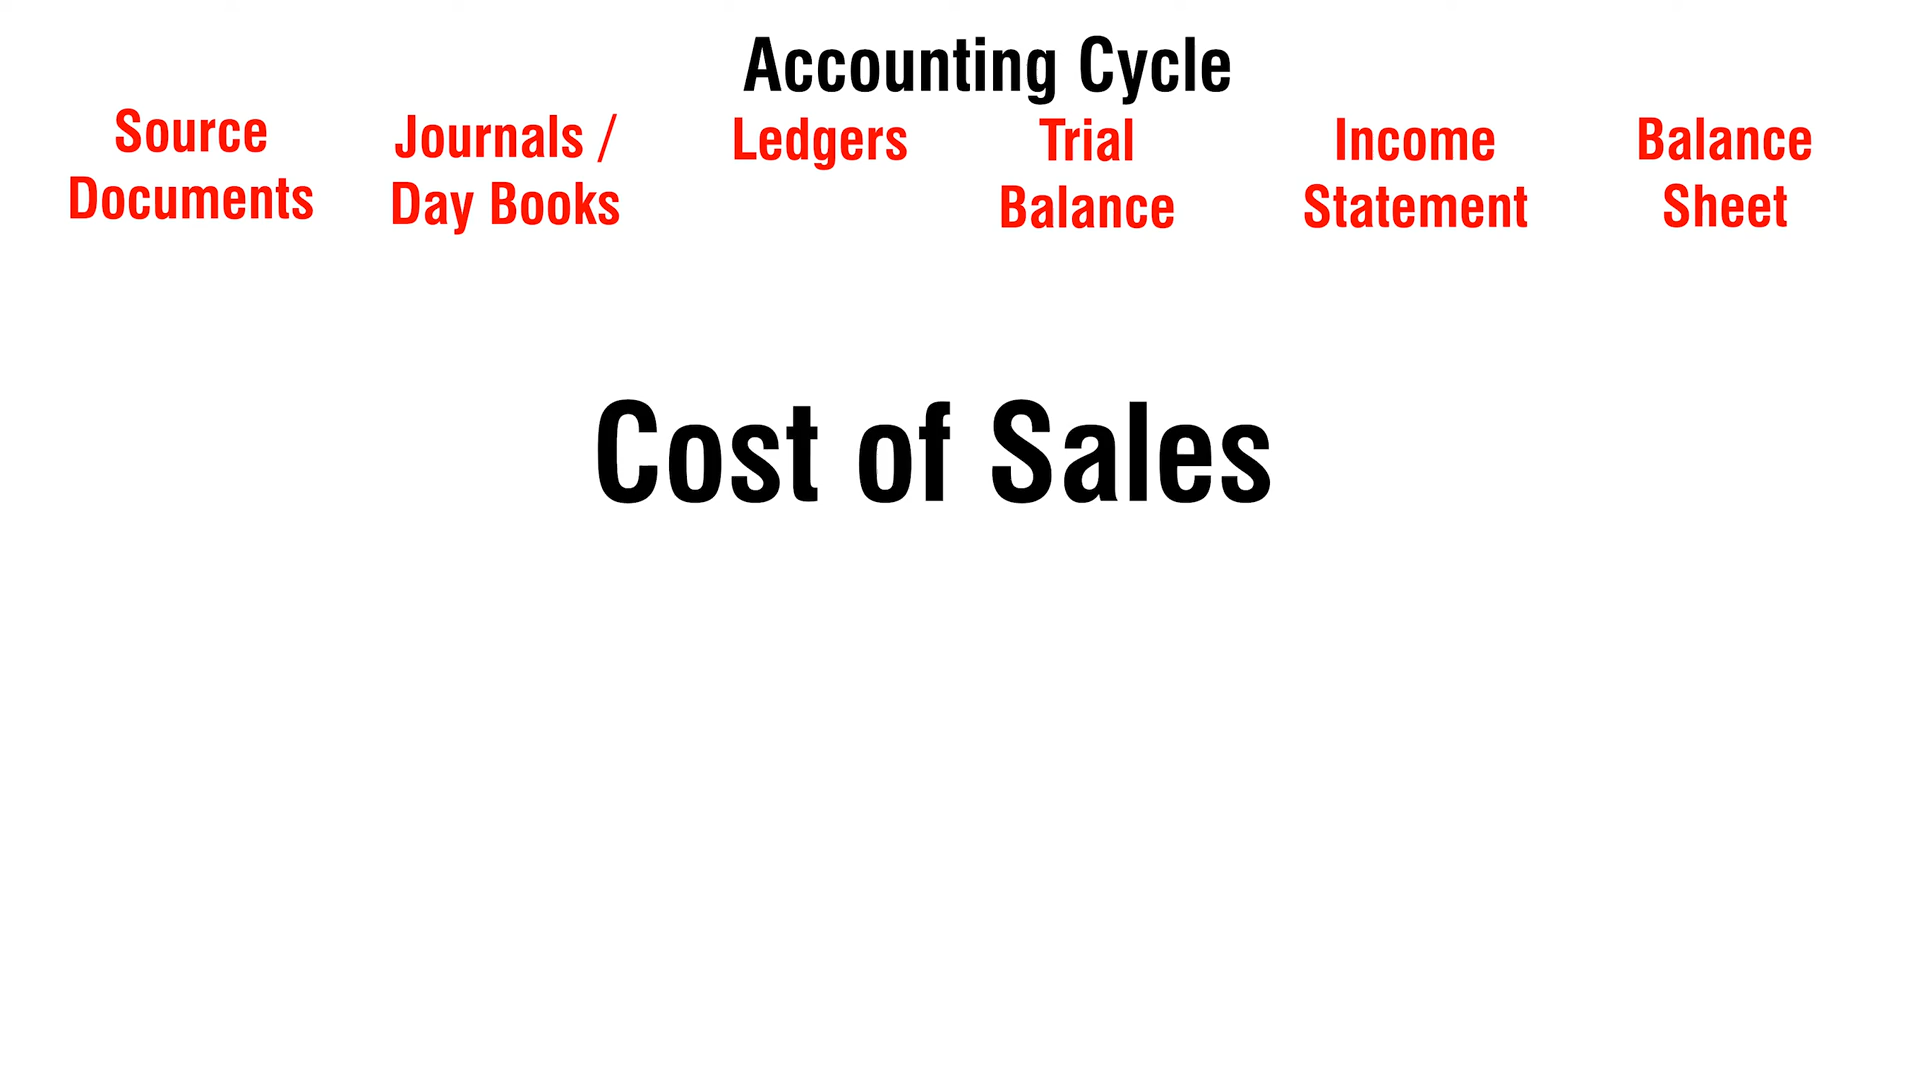 Accounting Cycle
Source
Documents
Journals /
Day Books
Ledgers
Trial
Balance
Income
Statement
Balance
Sheet
Cost of Sales